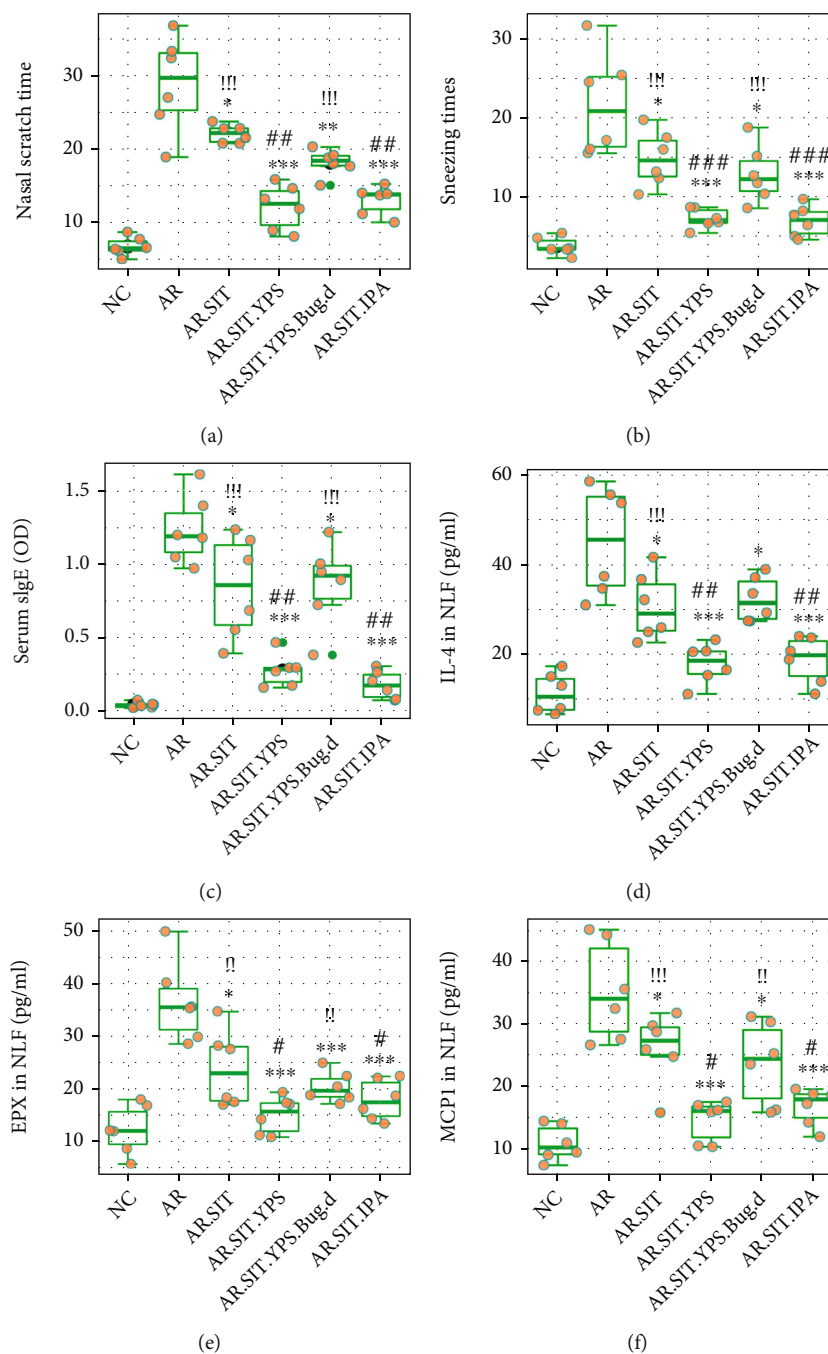 Nasal scratch time
30
20
10
!!!
*
## 
***
!!!
**
##
***
NC
AR
AR.SIT
AR.SIT.YPS
AR.SIT.YPS.Bug.d
AR.SIT.IPA
(a)
Sneezing times
30
20
10
!!!
*
###
***
!!!
*
###
***
NC
AR
AR.SIT
AR.SIT.YPS
AR.SIT.YPS.Bug.d
AR.SIT.IPA
(b)
Serum sIgE (OD)
1.5
1.0
0.5
0.0
!!!
*
##
***
!!!
*
##
***
NC
AR
AR.SIT
AR.SIT.YPS
AR.SIT.YPS.Bug.d
AR.SIT.IPA
(c)
IL-4 in NLF (pg/ml)
60
40
20
!!!
*
##
***
*
##
***
NC
AR
AR.SIT
AR.SIT.YPS
AR.SIT.YPS.Bug.d
AR.SIT.IPA
(d)
EPX in NLF (pg/ml)
50
40
30
20
10
!!
*
#
***
!!
***
#
***
NC
AR
AR.SIT
AR.SIT.YPS
AR.SIT.YPS.Bug.d
AR.SIT.IPA
(e)
MCP1 in NLF (pg/ml)
40
30
20
10
!!!
*
#
***
!!
*
#
***
NC
AR
AR.SIT
AR.SIT.YPS
AR.SIT.YPS.Bug.d
AR.SIT.IPA
(f)